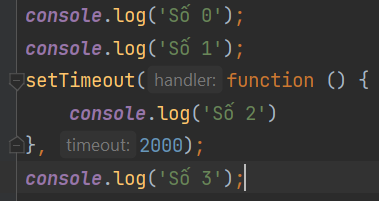 console.log('Số 0');
console.log('Số 1');
setTimeout( handler: function () {
    console.log('Số 2')
}, timeout: 2000);
console.log('Số 3');